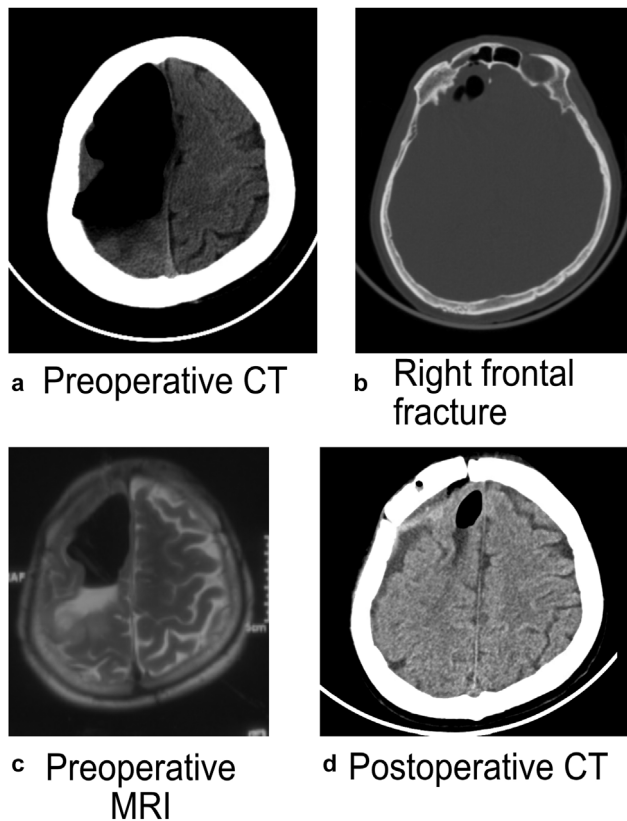 a Preoperative CT
b Right frontal
fracture
c Preoperative
MRI
d Postoperative CT